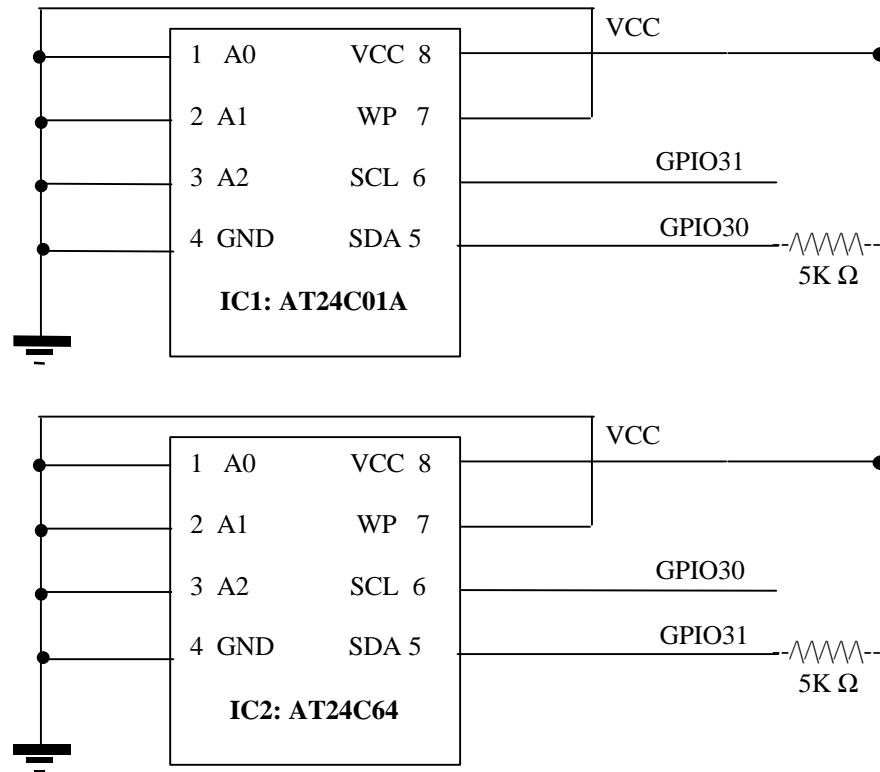 VCC
1 A0 VCC 8
2 A1 WP 7
GPIO31
3 A2 SCL 6
GPIO30
4 GND SDA 5
5K Ω
IC1: AT24C01A
VCC
1 A0 VCC 8
2 A1 WP 7
GPIO30
3 A2 SCL 6
GPIO31
4 GND SDA 5
5K Ω
IC2: AT24C64